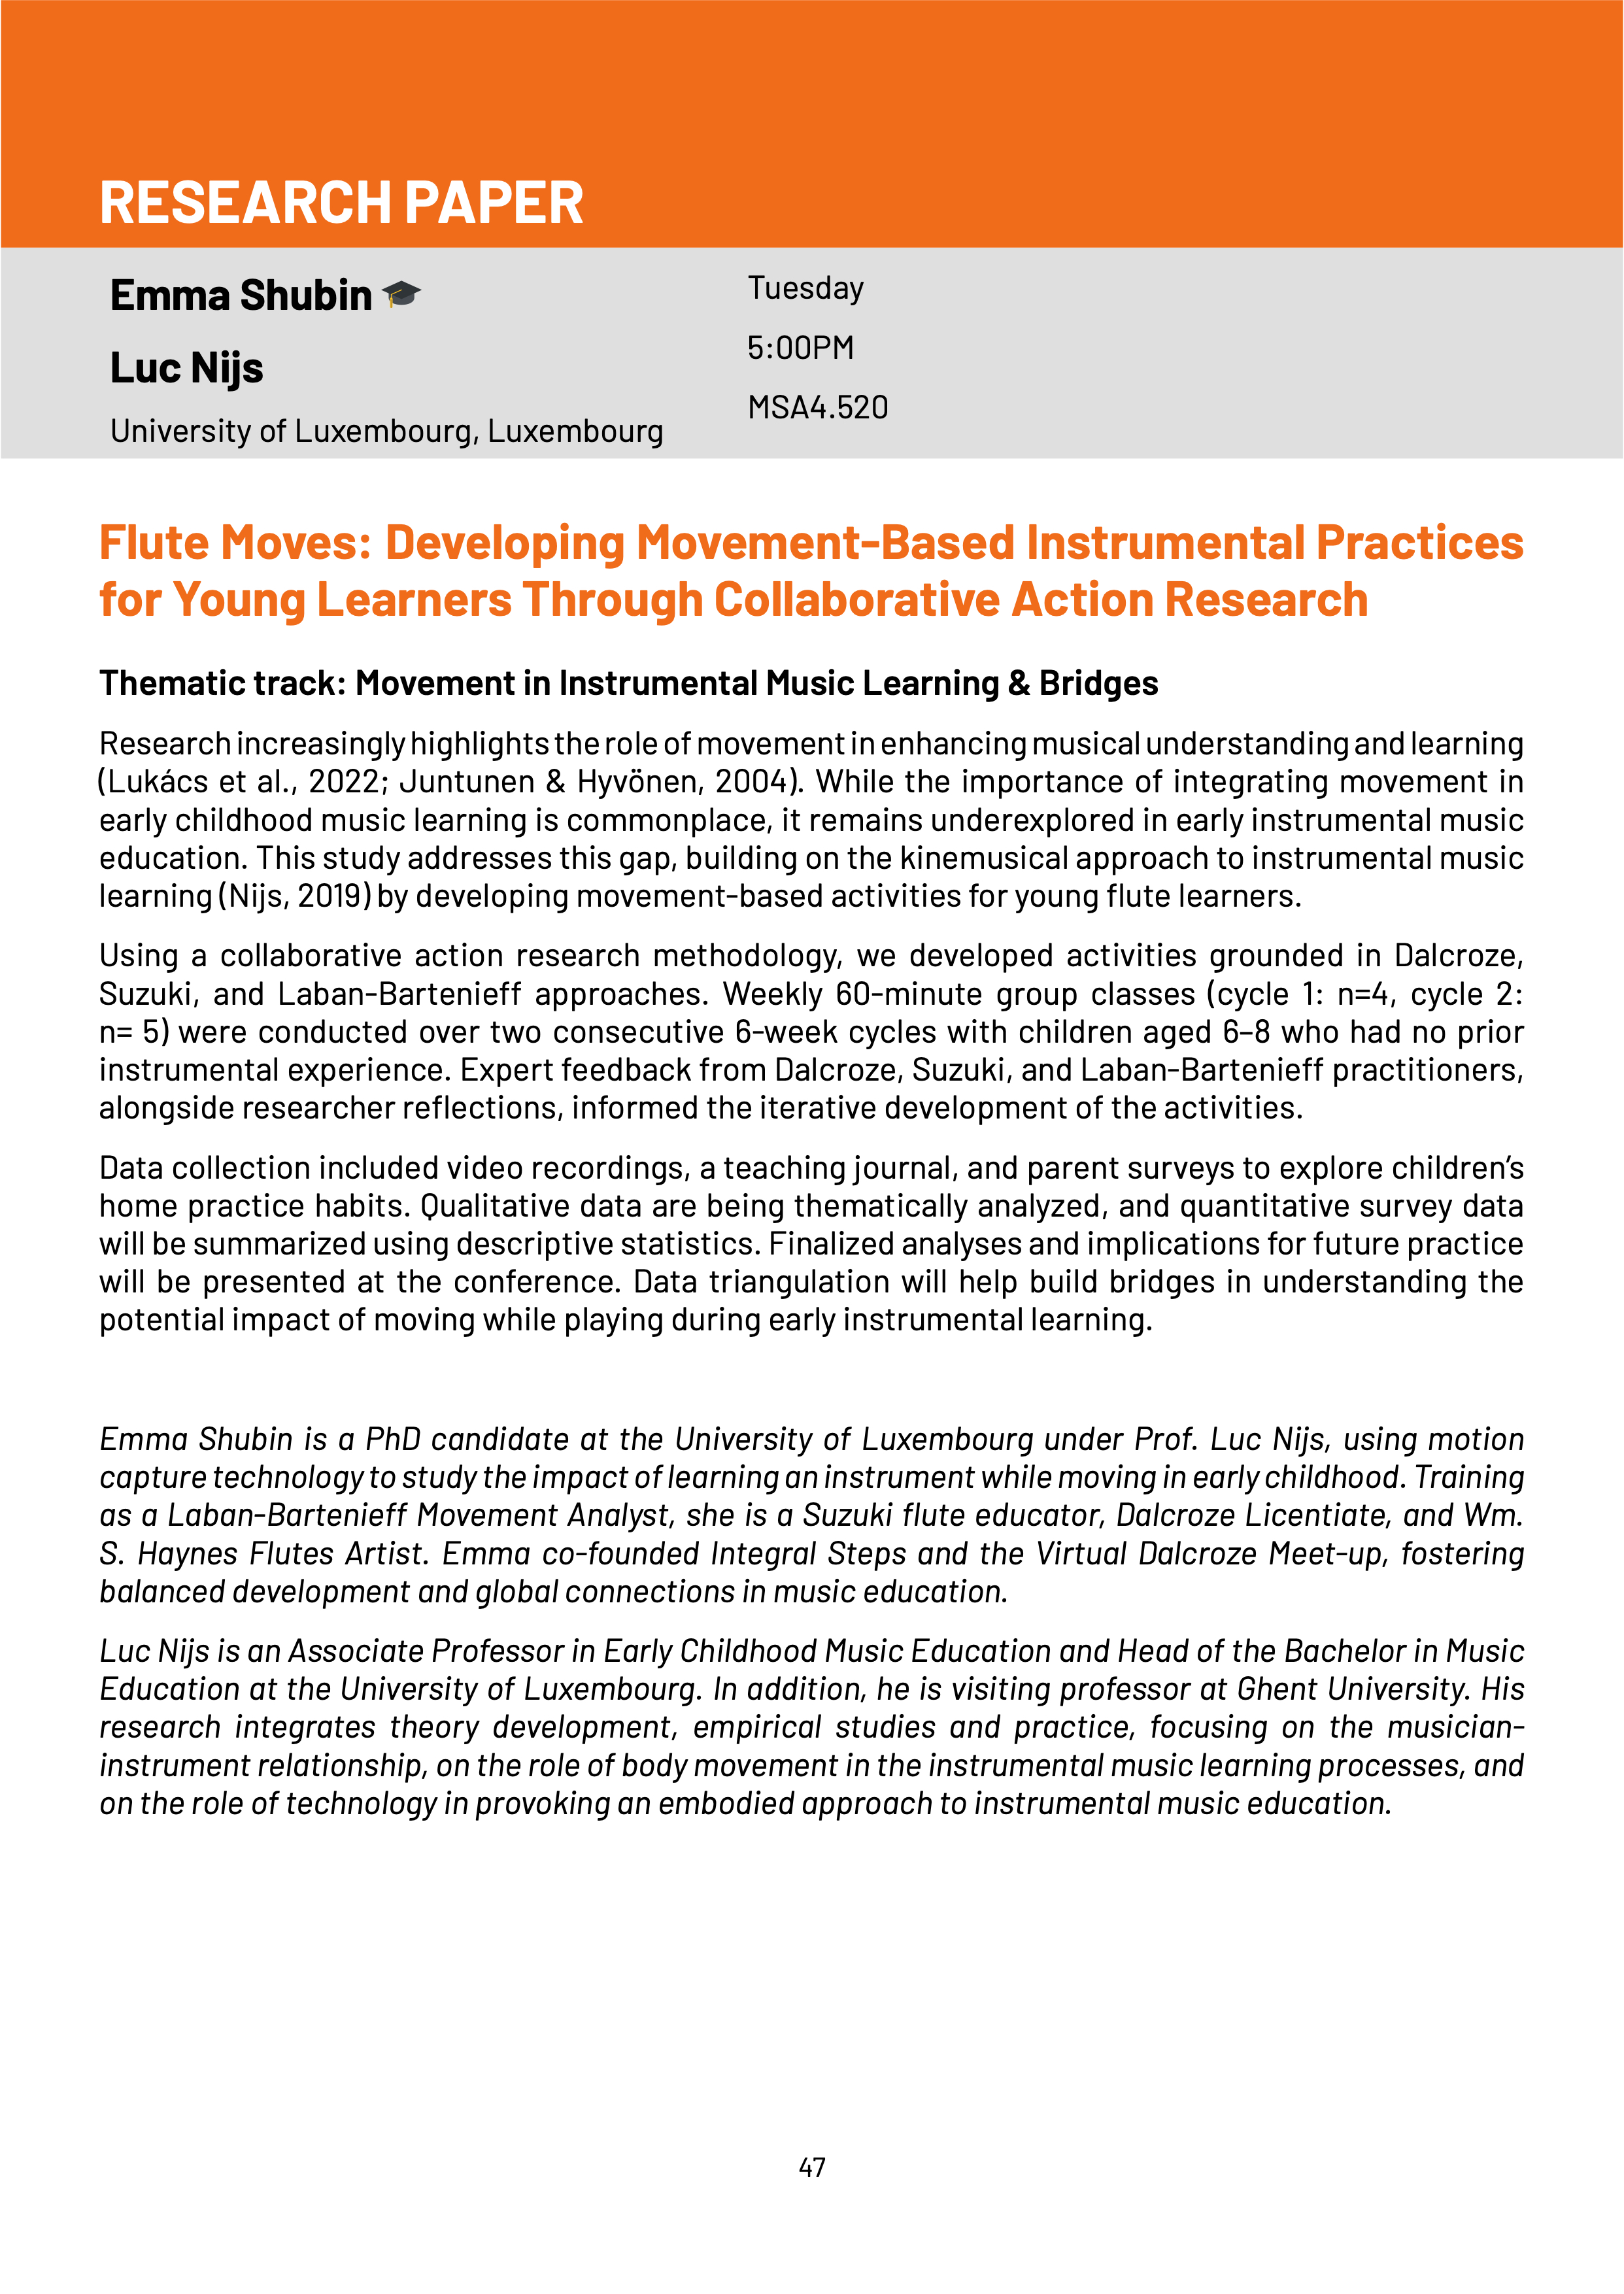 RESEARCH PAPER
Emma Shubin
Luc Nijs
University of Luxembourg, Luxembourg
Tuesday
5:00PM
MSA4.520
Flute Moves: Developing Movement-Based Instrumental Practices
for Young Learners Through Collaborative Action Research
Thematic track: Movement in Instrumental Music Learning & Bridges
Research increasingly highlights the role of movement in enhancing musical understanding and learning
(Lukács et al., 2022; Juntunen & Hyvönen, 2004). While the importance of integrating movement in
early childhood music learning is commonplace, it remains underexplored in early instrumental music
education. This study addresses this gap, building on the kinemusical approach to instrumental music
learning (Nijs, 2019) by developing movement-based activities for young flute learners.
Using a collaborative action research methodology, we developed activities grounded in Dalcroze,
Suzuki, and Laban-Bartenieff approaches. Weekly 60-minute group classes (cycle 1: n=4, cycle 2:
n= 5) were conducted over two consecutive 6-week cycles with children aged 6–8 who had no prior
instrumental experience. Expert feedback from Dalcroze, Suzuki, and Laban-Bartenieff practitioners,
alongside researcher reflections, informed the iterative development of the activities.
Data collection included video recordings, a teaching journal, and parent surveys to explore children’s
home practice habits. Qualitative data are being thematically analyzed, and quantitative survey data
will be summarized using descriptive statistics. Finalized analyses and implications for future practice
will be presented at the conference. Data triangulation will help build bridges in understanding the
potential impact of moving while playing during early instrumental learning.
Emma Shubin is a PhD candidate at the University of Luxembourg under Prof. Luc Nijs, using motion
capture technology to study the impact of learning an instrument while moving in early childhood. Training
as a Laban-Bartenieff Movement Analyst, she is a Suzuki flute educator, Dalcroze Licentiate, and Wm.
S. Haynes Flutes Artist. Emma co-founded Integral Steps and the Virtual Dalcroze Meet-up, fostering
balanced development and global connections in music education.
Luc Nijs is an Associate Professor in Early Childhood Music Education and Head of the Bachelor in Music
Education at the University of Luxembourg. In addition, he is visiting professor at Ghent University. His
research integrates theory development, empirical studies and practice, focusing on the musician-
instrument relationship, on the role of body movement in the instrumental music learning processes, and
on the role of technology in provoking an embodied approach to instrumental music education.
47